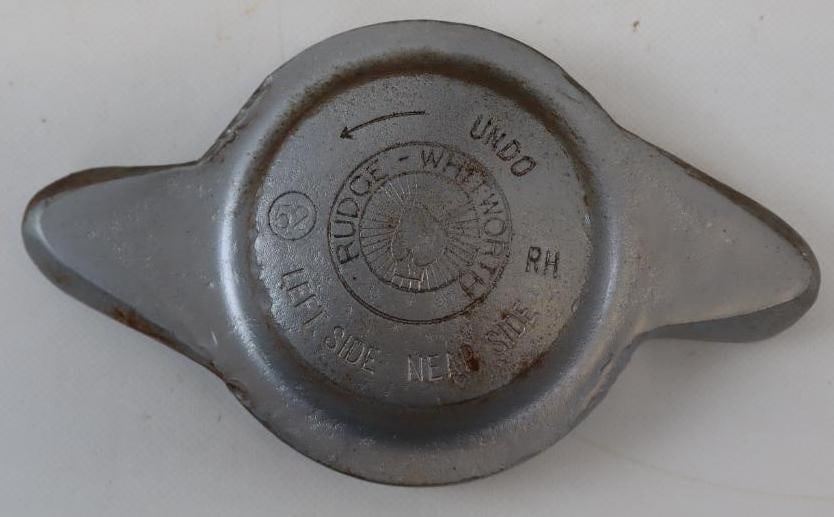 UNDO
RUDGE-WHITWORTH
52
RH
LEFT SIDE NEAR SIDE